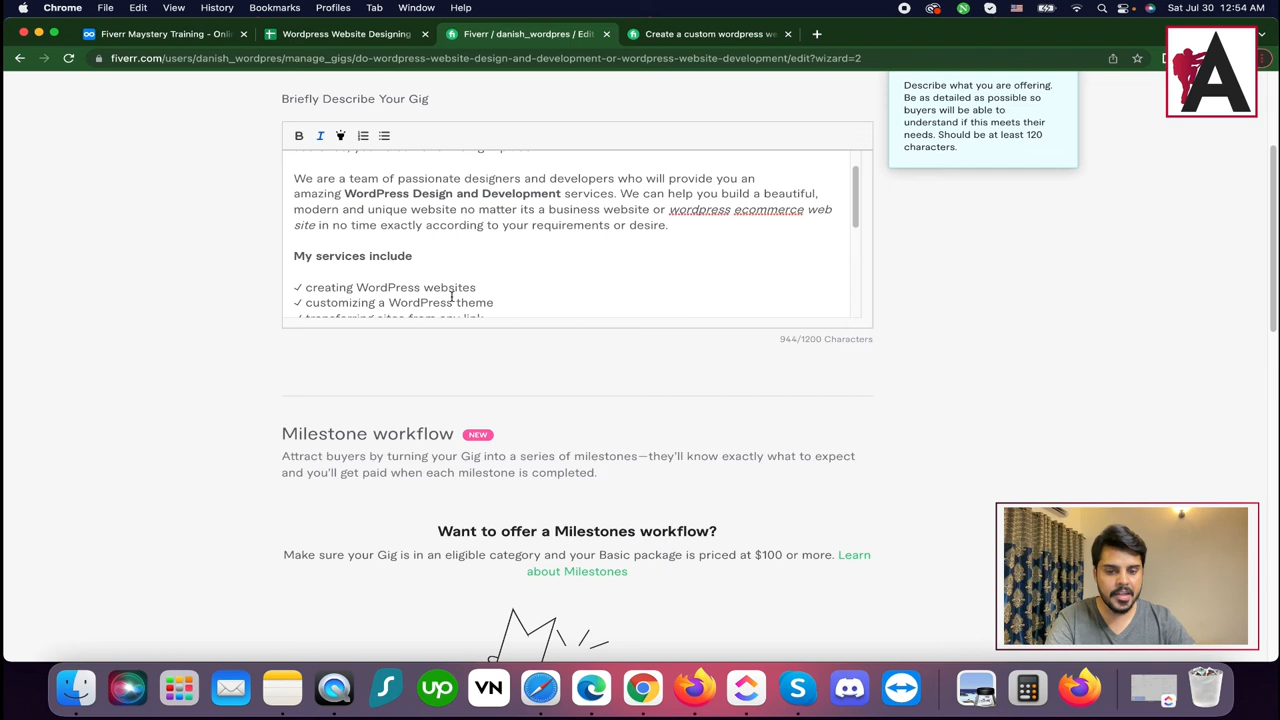 Chrome File Edit View History Bookmarks Profiles Tab Window Help
Sat Jul 30 12:54 AM
Fiverr Maystery Training - Onli
Wordpress Website Designing
Fiverr / danish_wordpres / Edit
Create a custom wordpress we
fiverr.com/users/danish_wordpres/manage_gigs/do-wordpress-website-design-and-development-or-wordpress-website-development/edit?wizard=2
A
Briefly Describe Your Gig
B I
Describe what you are offering.
Be as detailed as possible so
buyers will be able to
understand if this meets their
needs. Should be at least 120
characters.
We are a team of passionate designers and developers who will provide you an
amazing WordPress Design and Development services. We can help you build a beautiful,
modern and unique website no matter its a business website or wordpress ecommerce web
site in no time exactly according to your requirements or desire.
My services include
✓ creating WordPress websites
✓ customizing a WordPress theme
✓ transferring sites from any link
944/1200 Characters
Milestone workflow NEW
Attract buyers by turning your Gig into a series of milestones—they'll know exactly what to expect
and you'll get paid when each milestone is completed.
Want to offer a Milestones workflow?
Make sure your Gig is in an eligible category and your Basic package is priced at $100 or more. Learn
about Milestones
up
VN